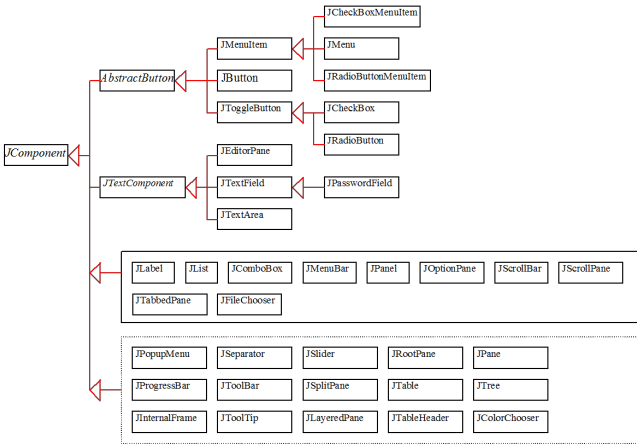 JCheckBoxMenuItem
JMenuItem
JMenu
AbstractButton
JButton
JRadioButtonMenuItem
JToggleButton
JCheckBox
JRadioButton
JComponent
JEditorPane
JTextComponent
JTextField
JPasswordField
JTextArea
JLabel JList JComboBox JMenuBar JPanel JOptionPane JScrollBar JScrollPane
JTabbedPane JFileChooser
JPopupMenu JSeparator JSlider JRootPane JPane
JProgressBar JToolBar JSplitPane JTable JTree
JInternalFrame JToolTip JLayeredPane JTableHeader JColorChooser